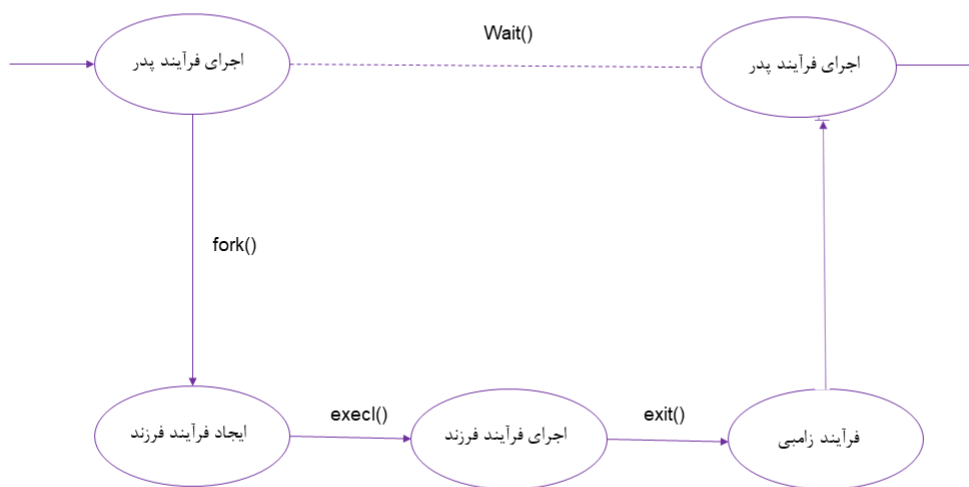 Wait()
اجرای فرآیند پدر
اجرای فرآیند پدر
fork()
ایجاد فرآیند فرزند
execl()
اجرای فرآیند فرزند
exit()
فرآیند زامبی